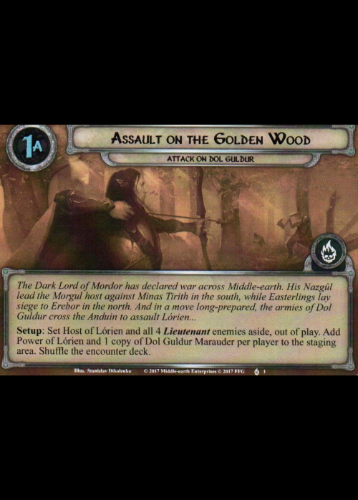 1A
ASSAULT ON THE GOLDEN WOOD
ATTACK ON DOL GULDUR
The Dark Lord of Mordor has declared war across Middle-earth. His Nazgûl
lead the Morgul host against Minas Tirith in the south, while Easterlings lay
siege to Erebor in the north. And in a move long-prepared, the armies of Dol
Guldur cross the Anduin to assault Lórien...
Setup: Set Host of Lórien and all 4 Lieutenant enemies aside, out of play. Add
Power of Lórien and 1 copy of Dol Guldur Marauder per player to the staging
area. Shuffle the encounter deck.
Illus. Stanislav Dikolenko © 2017 Middle-earth Enterprises © 2017 FFG 1